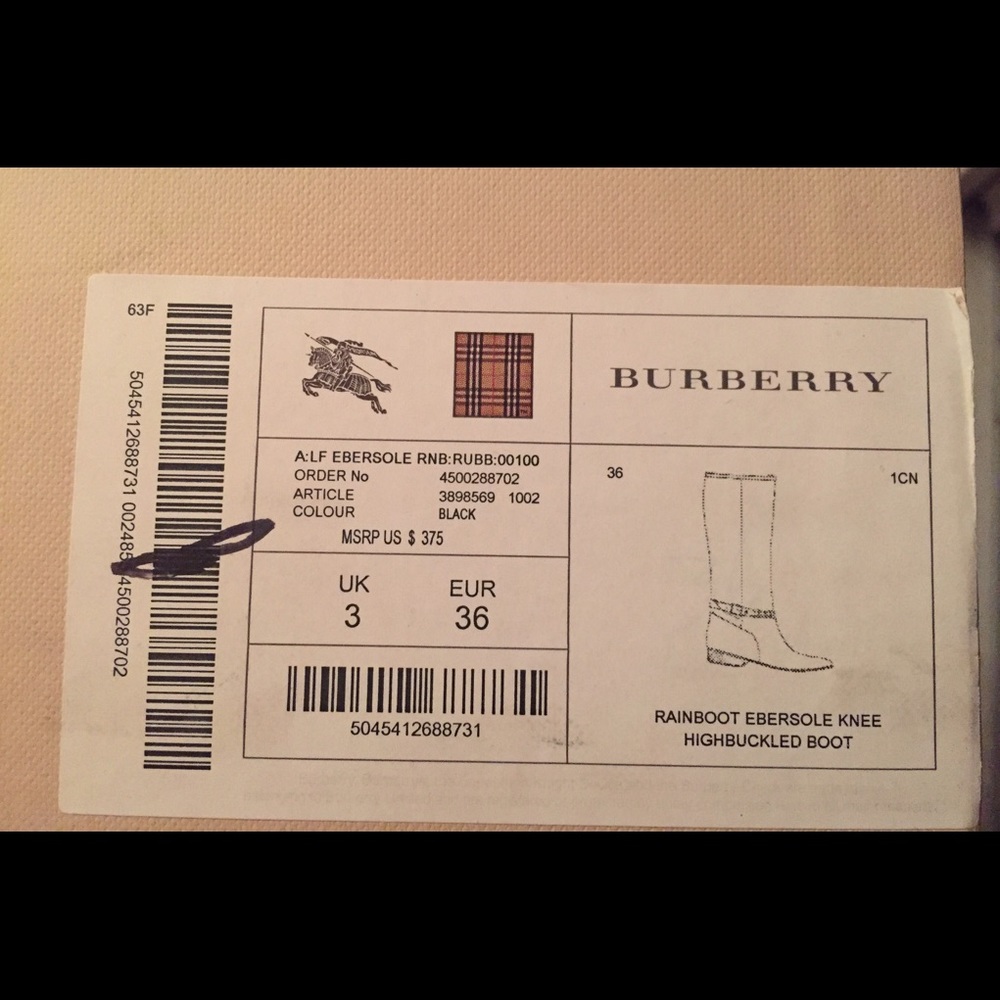 63F
5045412688731 002485 4500288702
BURBERRY
A:LF EBERSOLE RNB:RUBB:00100
ORDER No 4500288702
ARTICLE 3898569 1002
COLOUR BLACK
MSRP US $ 375
UK EUR
3 36
5045412688731
36 1CN
RAINBOOT EBERSOLE KNEE
HIGHBUCKLED BOOT